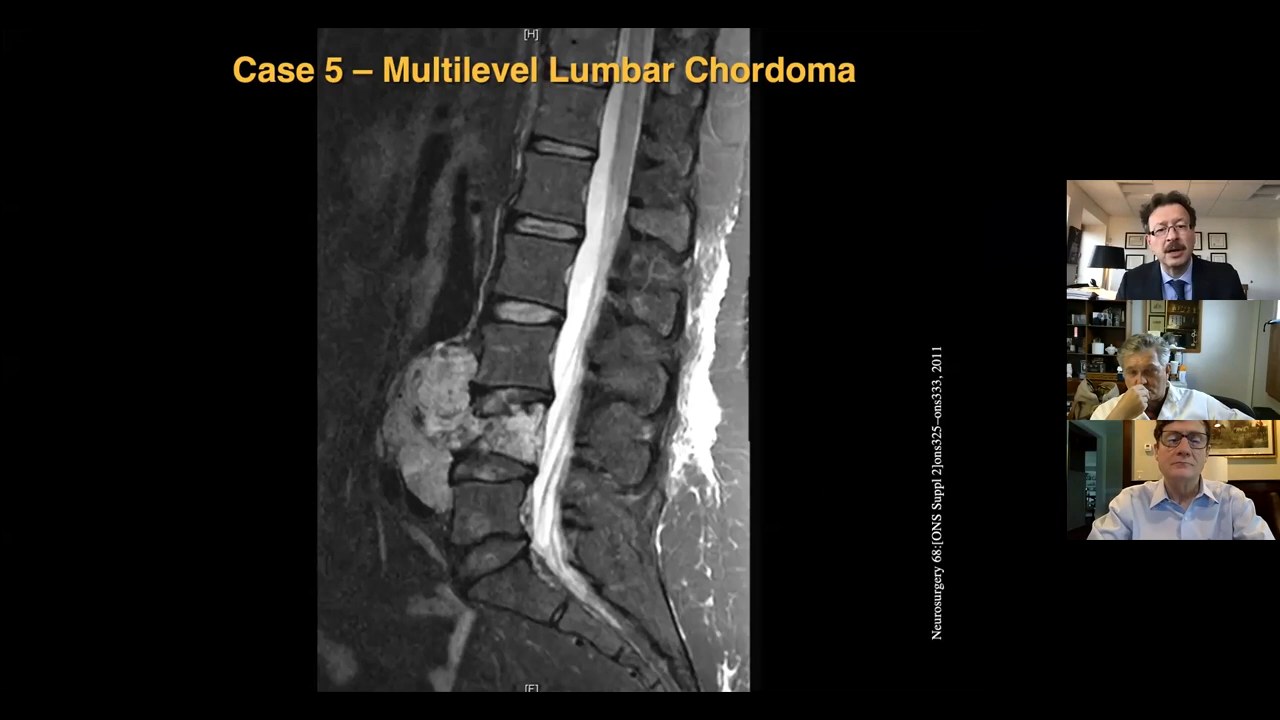 [H]
Case 5 – Multilevel Lumbar Chordoma
Neurosurgery 68:[ONS Suppl 2]ons325–ons333, 2011
[F]